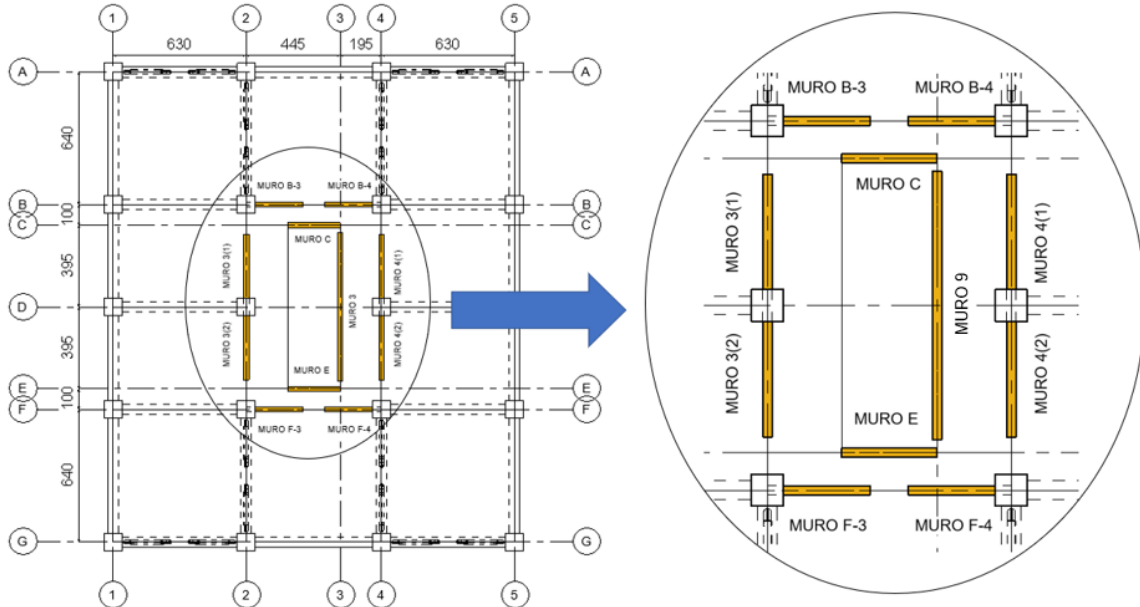 1 2 3 4 5
630 445 195 630
A A
640
B B
MURO B-3 MURO B-4
100
C C
MURO C
395
MURO 3(1)
MURO 4(1)
D D
MURO 3
395
MURO 3(2)
MURO 4(2)
MURO E
E E
100
F F
MURO F-3 MURO F-4
640
G G
1 2 3 4 5
MURO B-3 MURO B-4
MURO C
MURO 3(1)
MURO 4(1)
MURO 9
MURO 3(2)
MURO 4(2)
MURO E
MURO F-3 MURO F-4